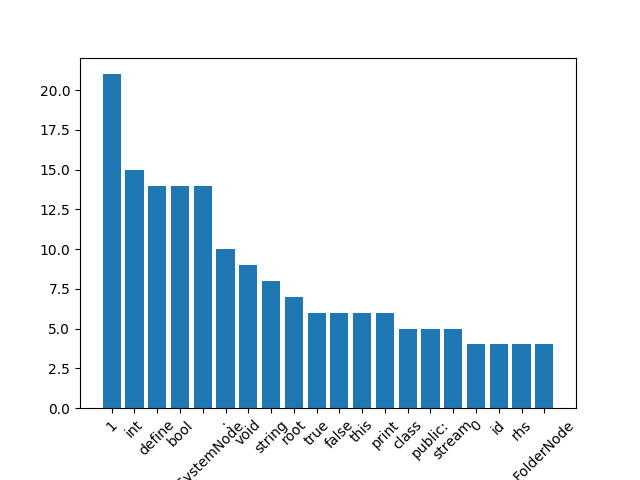 20.0
17.5
15.0
12.5
10.0
7.5
5.0
2.5
0.0
1
int
define
bool
SystemNode
void
string
root
true
false
this
print
class
public:
stream
0
id
rhs
FolderNode